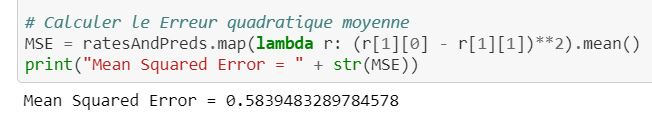 # Calculer le Erreur quadratique moyenne
MSE = ratesAndPreds.map(lambda r: (r[1][0] - r[1][1])**2).mean()
print("Mean Squared Error = " + str(MSE))
Mean Squared Error = 0.5839483289784578